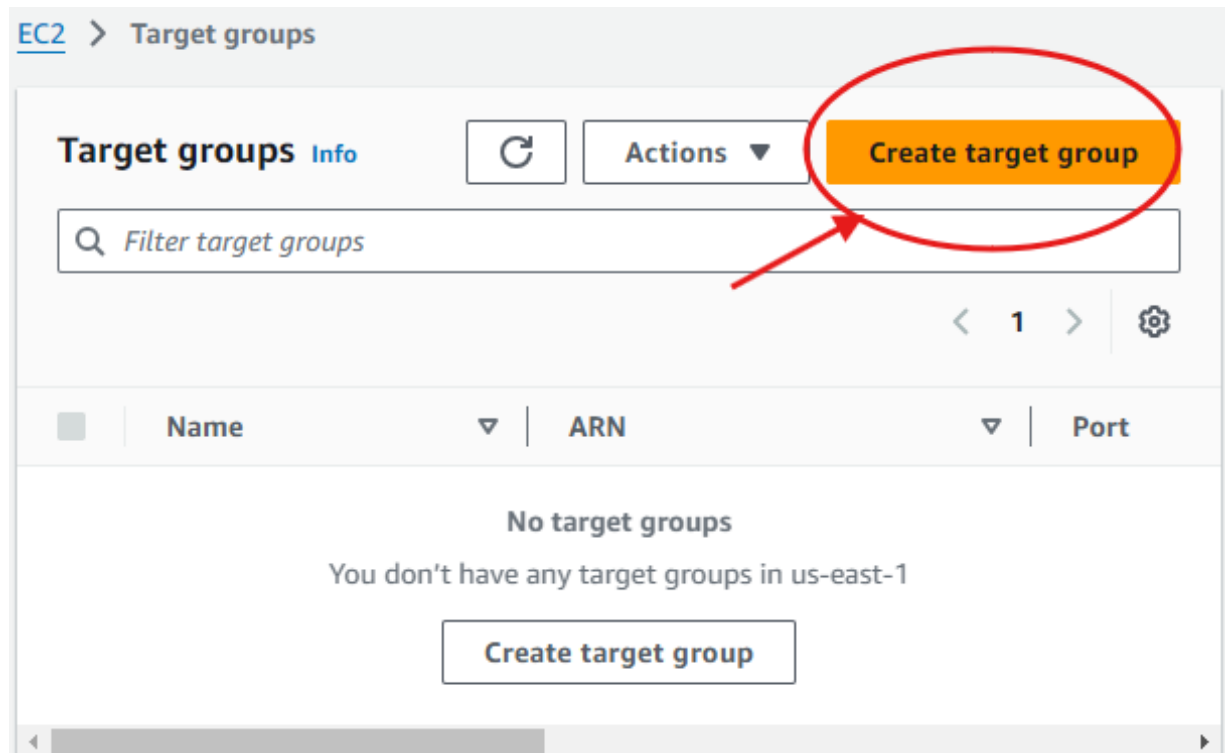 EC2 > Target groups
Target groups Info Actions ▼ Create target group
Filter target groups
< 1 >
Name ARN Port
No target groups
You don’t have any target groups in us-east-1
Create target group